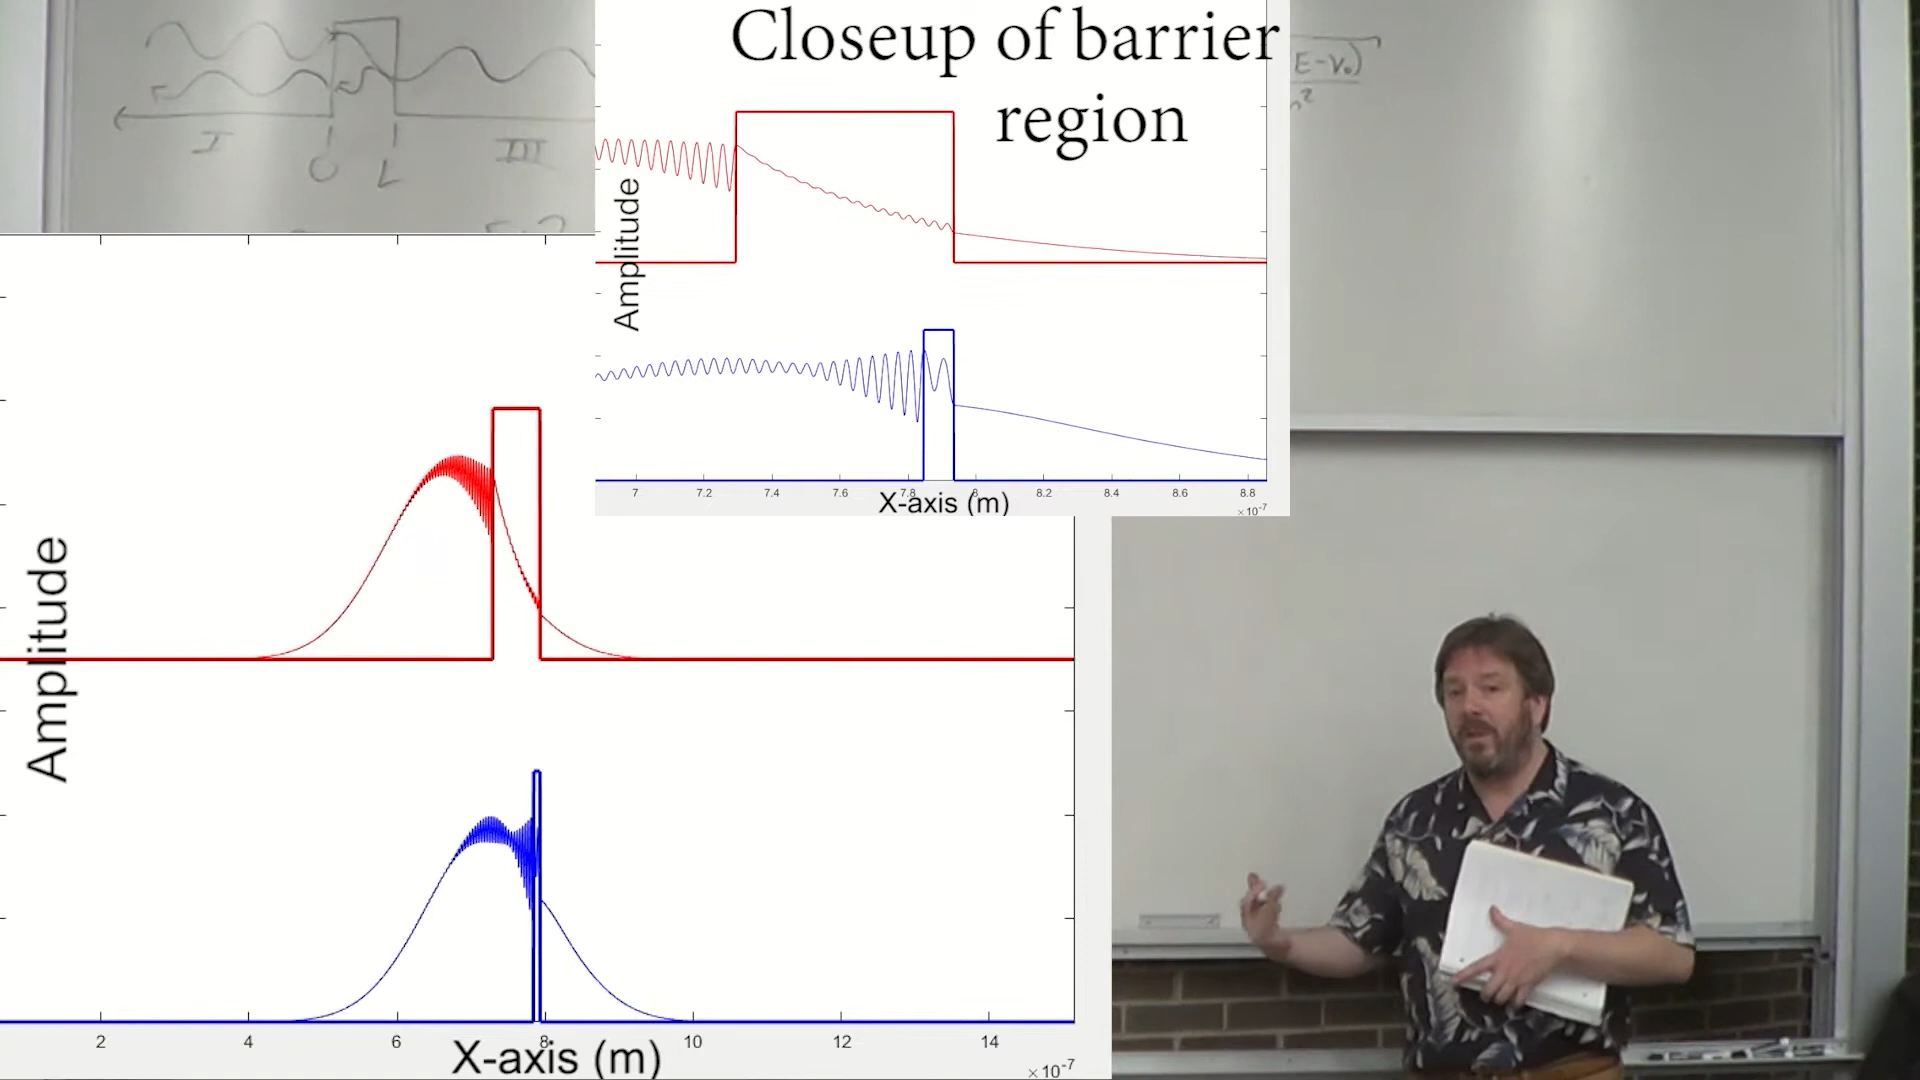 I
III
O
L
Closeup of barrier
region
E-V₀)
Amplitude
7
7.2
7.4
7.6
7.8
8
8.2
8.4
8.6
8.8
X-axis (m)
×10⁻⁷
Amplitude
2
4
6
8
10
12
14
X-axis (m)
×10⁻⁷